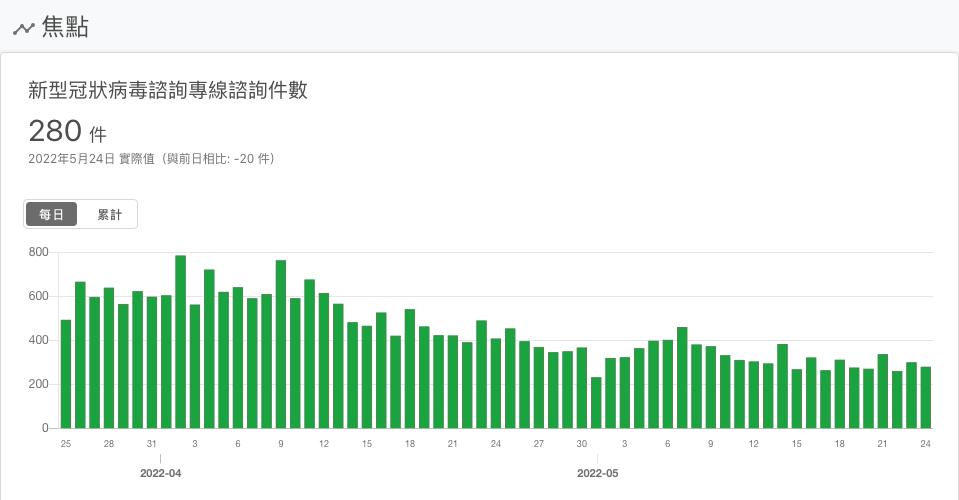 焦點
新型冠狀病毒諮詢專線諮詢件數
280 件
2022年5月24日 實際值（與前日相比: -20 件）
每日 累計
800
600
400
200
0
25 28 31 3 6 9 12 15 18 21 24 27 30 3 6 9 12 15 18 21 24
2022-04 2022-05